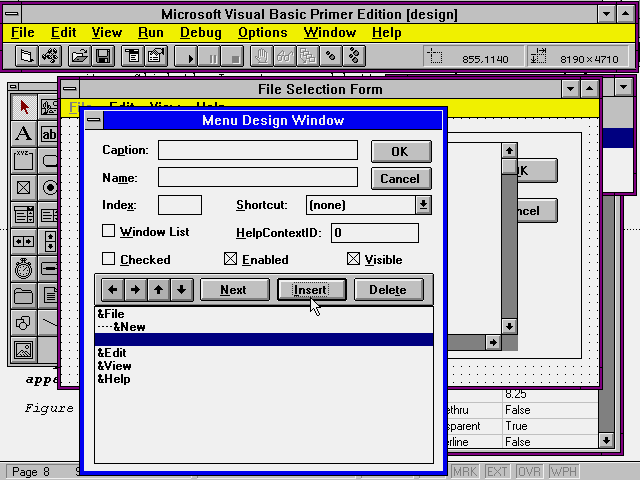 Microsoft Visual Basic Primer Edition [design]
File Edit View Run Debug Options Window Help
855,1140 8190×4710
File Selection Form
File Edit View Help
Menu Design Window
Caption: OK
Name: Cancel
Index: Shortcut: (none)
Window List HelpContextID: 0
Checked Enabled Visible
Next Insert Delete
&File
----&New
&Edit
&View
&Help
A ab
xyz
appe
Figure
8.25
ethru False
sparent True
erline False
Page 8
MRK EXT OVR WPH